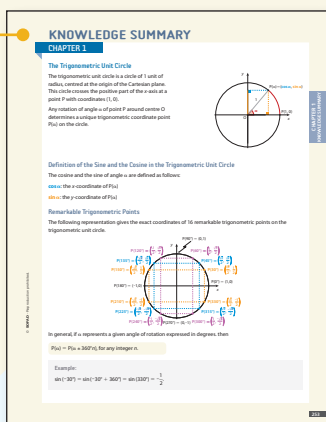 KNOWLEDGE SUMMARY
CHAPTER 1
The Trigonometric Unit Circle
The trigonometric unit circle is a circle of 1 unit of
radius, centred at the origin of the Cartesian plane.
This circle crosses the positive part of the x-axis at a
point P with coordinates (1, 0).
Any rotation of angle α of point P around centre O
determines a unique trigonometric coordinate point
P(α) on the circle.
CHAPTER 1
KNOWLEDGE SUMMARY
Definition of the Sine and the Cosine in the Trigonometric Unit Circle
The cosine and the sine of angle α are defined as follows:
cos α: the x-coordinate of P(α)
sin α: the y-coordinate of P(α)
Remarkable Trigonometric Points
The following representation gives the exact coordinates of 16 remarkable trigonometric points on the
trigonometric unit circle.
P(90°) = (0,1)
P(180°) = (−1,0)
P(0°) = (1,0)
P(270°) = (0,−1)
In general, if α represents a given angle of rotation expressed in degrees. then
P(α) = P(α ± 360°n), for any integer n.
Example:
sin (−30°) = sin (−30° + 360°) = sin (330°) = −1/2.
253